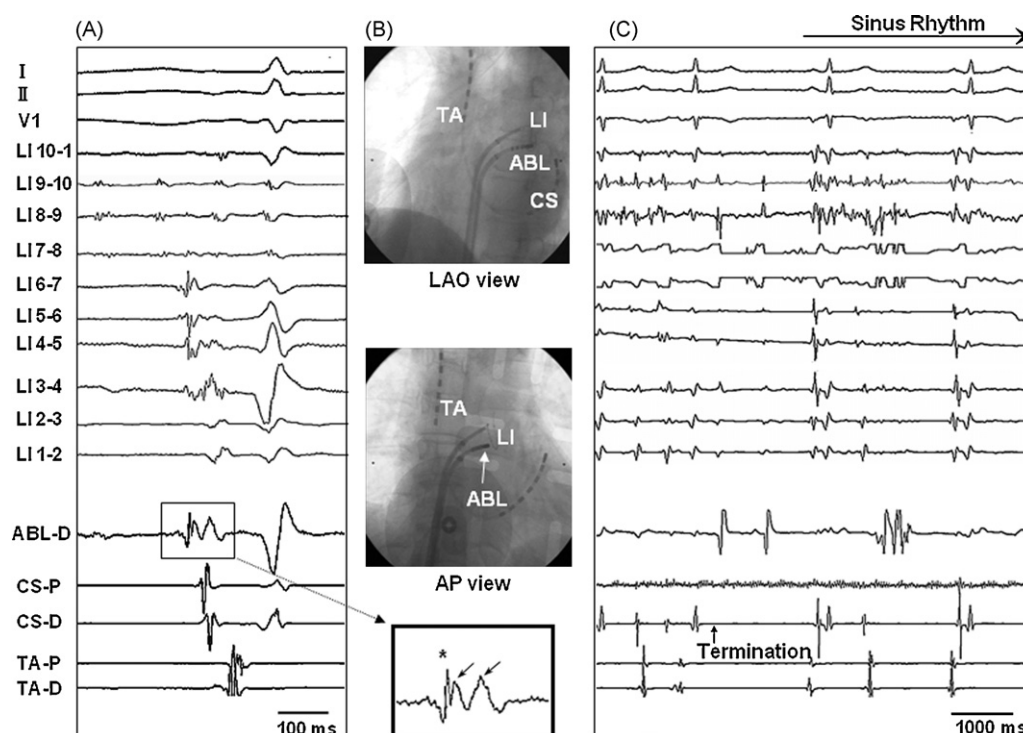 (A)
I
II
V1
LI 10-1
LI 9-10
LI 8-9
LI 7-8
LI 6-7
LI 5-6
LI 4-5
LI 3-4
LI 2-3
LI 1-2
ABL-D
CS-P
CS-D
TA-P
TA-D
100 ms
(B)
TA
LI
ABL
CS
LAO view
TA
LI
ABL
AP view
*
(C)
Sinus Rhythm
Termination
1000 ms